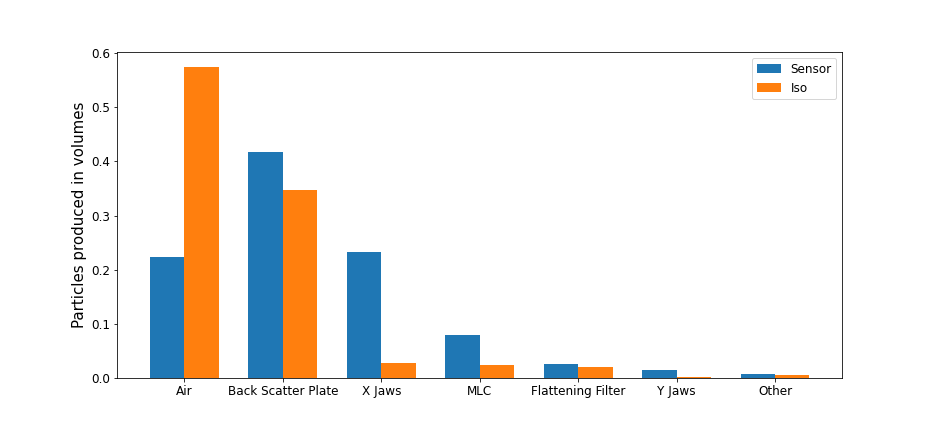 Sensor
Iso
Particles produced in volumes
0.6
0.5
0.4
0.3
0.2
0.1
0.0
Air Back Scatter Plate X Jaws MLC Flattening Filter Y Jaws Other